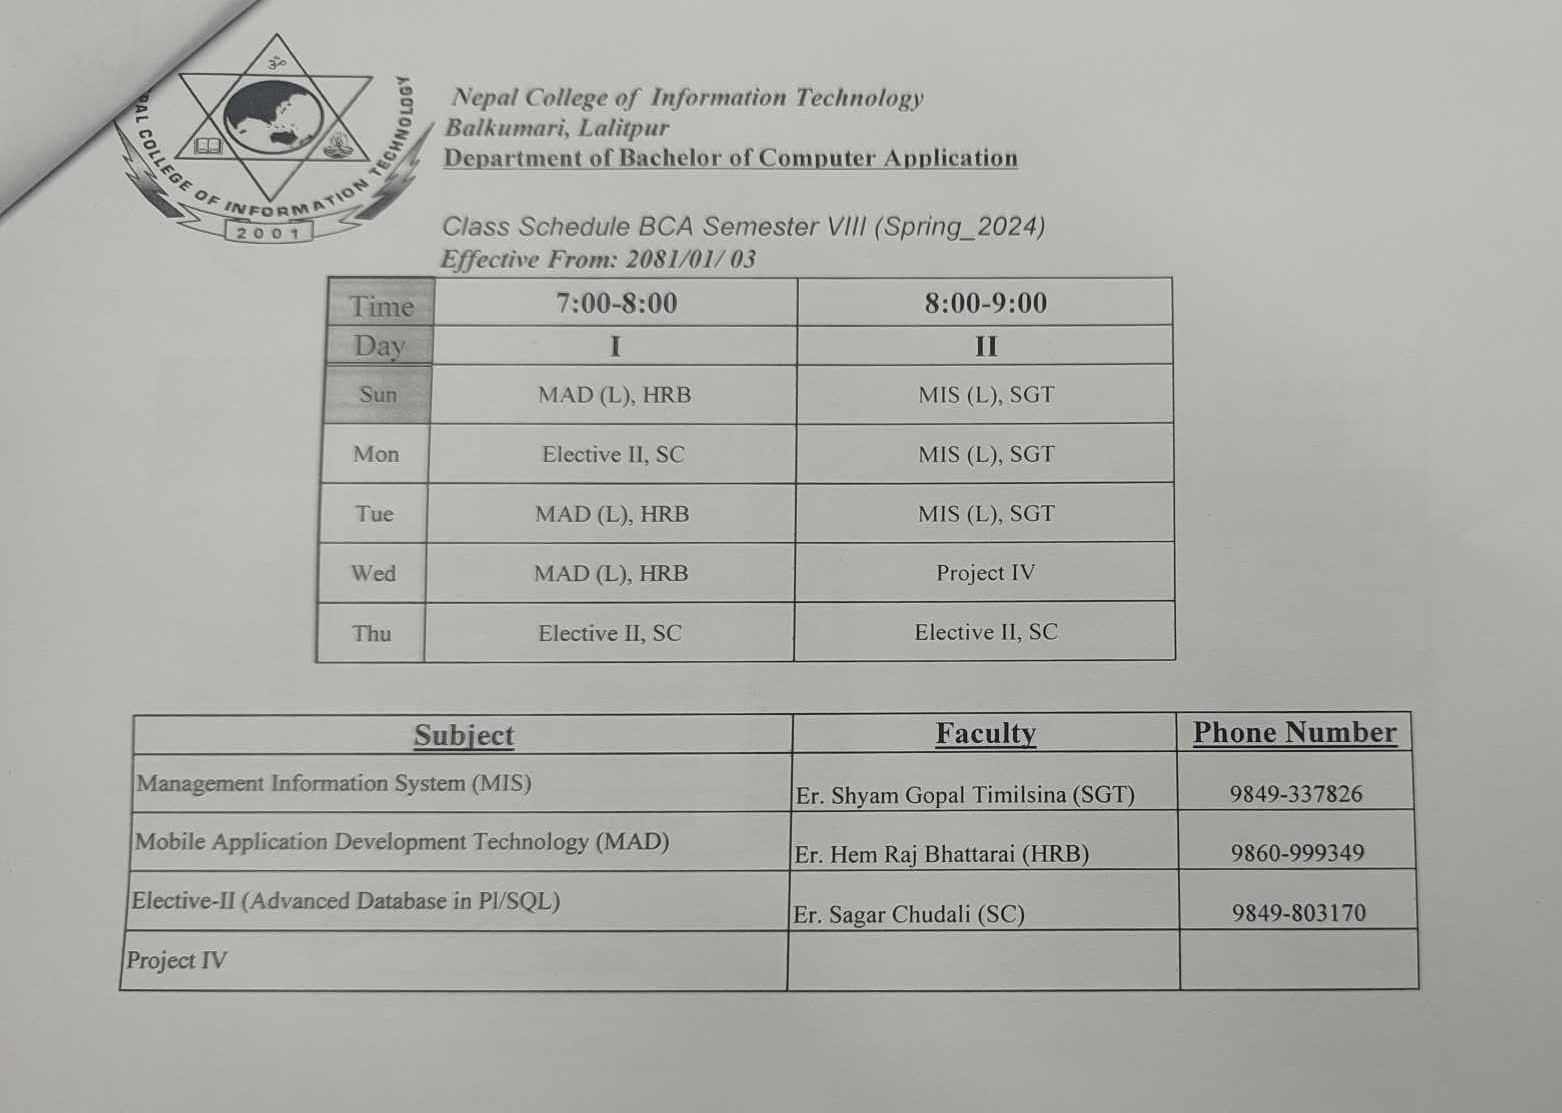 ॐ
PAL COLLEGE OF INFORMATION TECHNOLOGY
2001
Nepal College of Information Technology
Balkumari, Lalitpur
Department of Bachelor of Computer Application
Class Schedule BCA Semester VIII (Spring_2024)
Effective From: 2081/01/ 03
Time 7:00-8:00 8:00-9:00
Day I II
Sun MAD (L), HRB MIS (L), SGT
Mon Elective II, SC MIS (L), SGT
Tue MAD (L), HRB MIS (L), SGT
Wed MAD (L), HRB Project IV
Thu Elective II, SC Elective II, SC
Subject Faculty Phone Number
Management Information System (MIS) Er. Shyam Gopal Timilsina (SGT) 9849-337826
Mobile Application Development Technology (MAD) Er. Hem Raj Bhattarai (HRB) 9860-999349
Elective-II (Advanced Database in Pl/SQL) Er. Sagar Chudali (SC) 9849-803170
Project IV